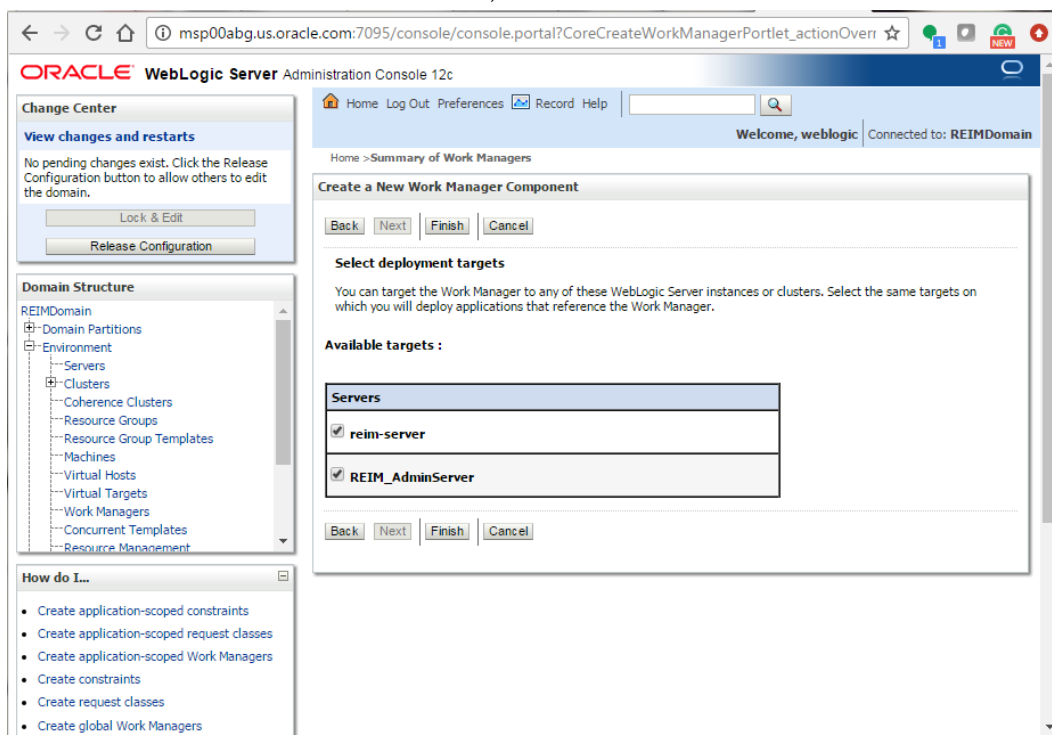 msp00abg.us.oracle.com:7095/console/console.portal?CoreCreateWorkManagerPortlet_actionOverr
1
NEW
ORACLE WebLogic Server Administration Console 12c
Change Center
View changes and restarts
No pending changes exist. Click the Release
Configuration button to allow others to edit
the domain.
Lock & Edit
Release Configuration
Domain Structure
REIMDomain
Domain Partitions
Environment
Servers
Clusters
Coherence Clusters
Resource Groups
Resource Group Templates
Machines
Virtual Hosts
Virtual Targets
Work Managers
Concurrent Templates
Resource Management
How do I...
Create application-scoped constraints
Create application-scoped request classes
Create application-scoped Work Managers
Create constraints
Create request classes
Create global Work Managers
Home Log Out Preferences Record Help
Welcome, weblogic Connected to: REIMDomain
Home >Summary of Work Managers
Create a New Work Manager Component
Back Next Finish Cancel
Select deployment targets
You can target the Work Manager to any of these WebLogic Server instances or clusters. Select the same targets on
which you will deploy applications that reference the Work Manager.
Available targets :
Servers
reim-server
REIM_AdminServer
Back Next Finish Cancel